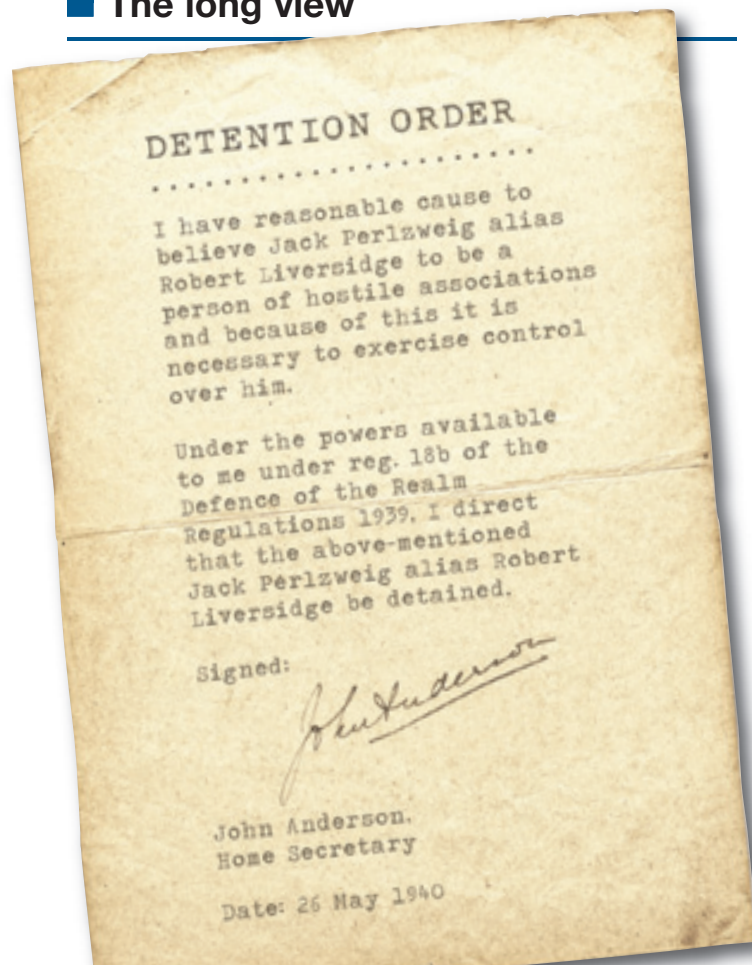 The long view
DETENTION ORDER
......................
I have reasonable cause to
believe Jack Perlzweig alias
Robert Liversidge to be a
person of hostile associations
and because of this it is
necessary to exercise control
over him.
Under the powers available
to me under reg. 18b of the
Defence of the Realm
Regulations 1939, I direct
that the above-mentioned
Jack Perlzweig alias Robert
Liversidge be detained.
Signed:
John Anderson
John Anderson.
Home Secretary
Date: 26 May 1940